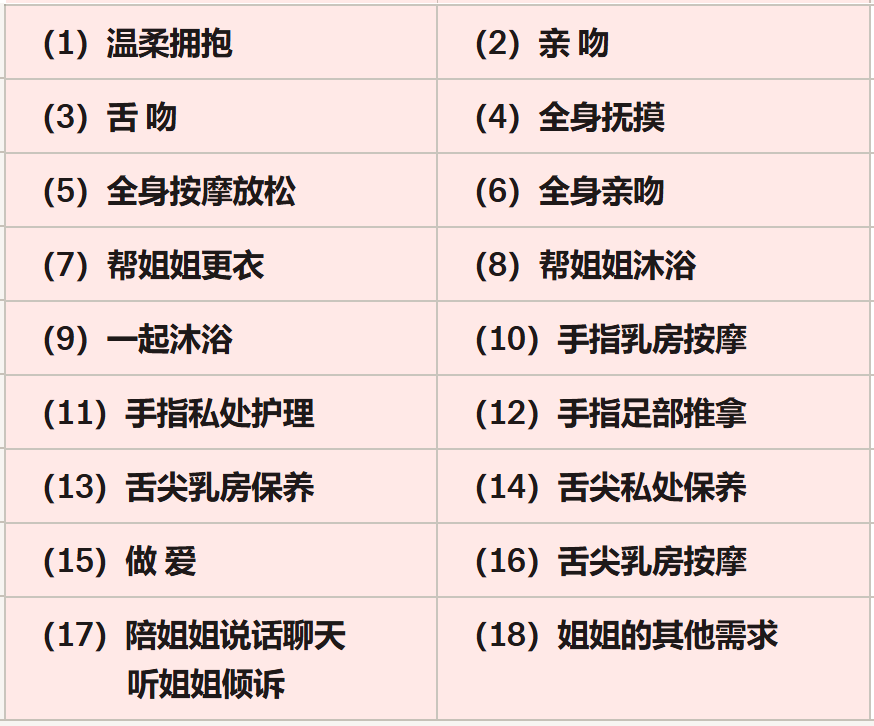 (1) 温柔拥抱
(2) 亲 吻
(3) 舌 吻
(4) 全身抚摸
(5) 全身按摩放松
(6) 全身亲吻
(7) 帮姐姐更衣
(8) 帮姐姐沐浴
(9) 一起沐浴
(10) 手指乳房按摩
(11) 手指私处护理
(12) 手指足部推拿
(13) 舌尖乳房保养
(14) 舌尖私处保养
(15) 做 爱
(16) 舌尖乳房按摩
(17) 陪姐姐说话聊天
听姐姐倾诉
(18) 姐姐的其他需求